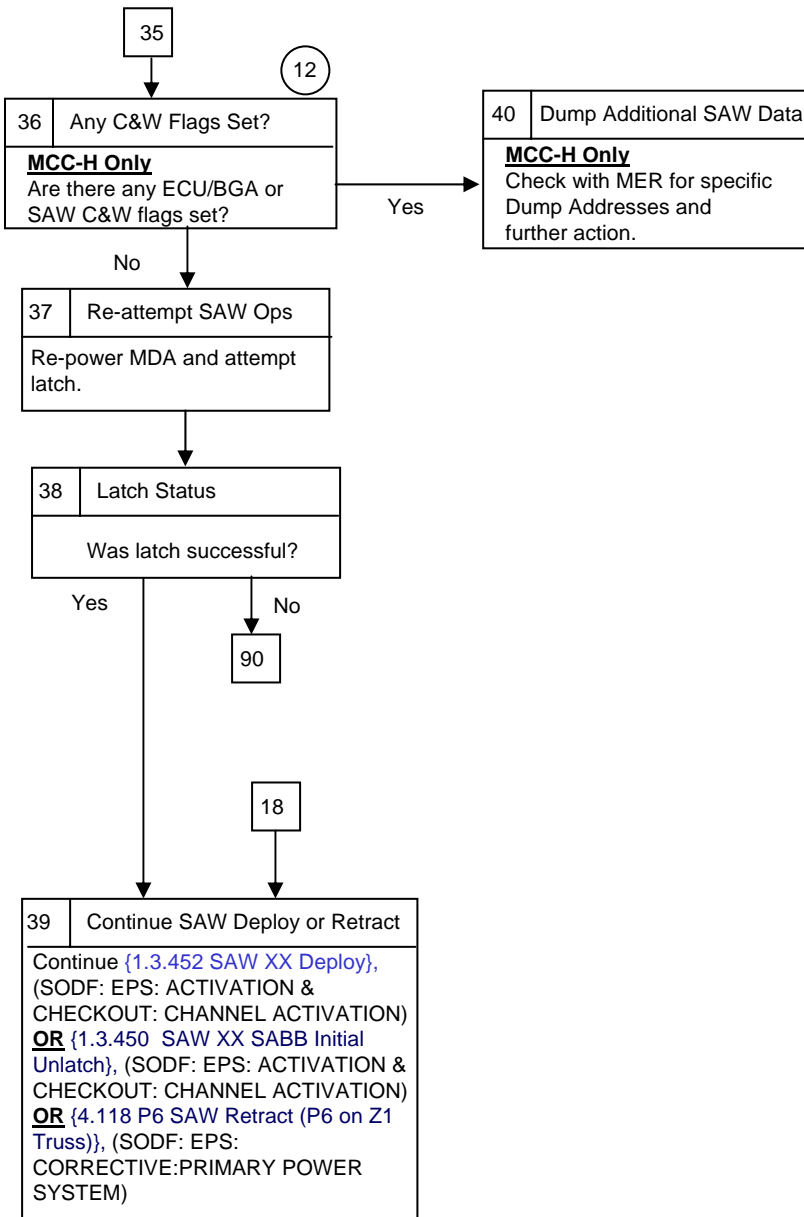 35
12
36 Any C&W Flags Set?
MCC-H Only
Are there any ECU/BGA or
SAW C&W flags set?
Yes
40 Dump Additional SAW Data
MCC-H Only
Check with MER for specific
Dump Addresses and
further action.
No
37 Re-attempt SAW Ops
Re-power MDA and attempt
latch.
38 Latch Status
Was latch successful?
Yes
No
90
18
39 Continue SAW Deploy or Retract
Continue {1.3.452 SAW XX Deploy},
(SODF: EPS: ACTIVATION &
CHECKOUT: CHANNEL ACTIVATION)
OR {1.3.450 SAW XX SABB Initial
Unlatch}, (SODF: EPS: ACTIVATION &
CHECKOUT: CHANNEL ACTIVATION)
OR {4.118 P6 SAW Retract (P6 on Z1
Truss)}, (SODF: EPS:
CORRECTIVE:PRIMARY POWER
SYSTEM)